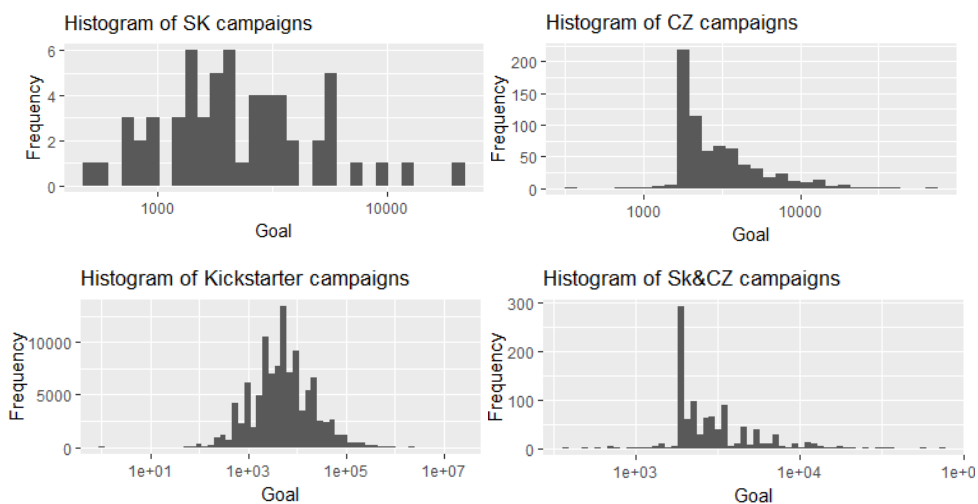 Histogram of SK campaigns
6
4
2
0
Frequency
1000
10000
Goal
Histogram of CZ campaigns
200
150
100
50
0
Frequency
1000
10000
Goal
Histogram of Kickstarter campaigns
10000
5000
0
Frequency
1e+01
1e+03
1e+05
1e+07
Goal
Histogram of Sk&CZ campaigns
300
200
100
0
Frequency
1e+03
1e+04
1e+0
Goal